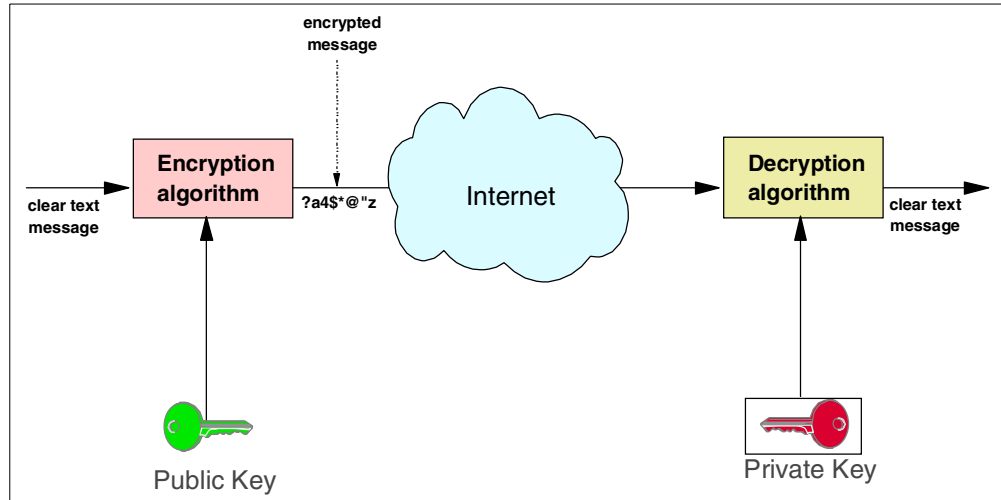 encrypted
message
Encryption
algorithm
Decryption
algorithm
Internet
clear text
message
?a4$*@"z
clear text
message
Public Key
Private Key